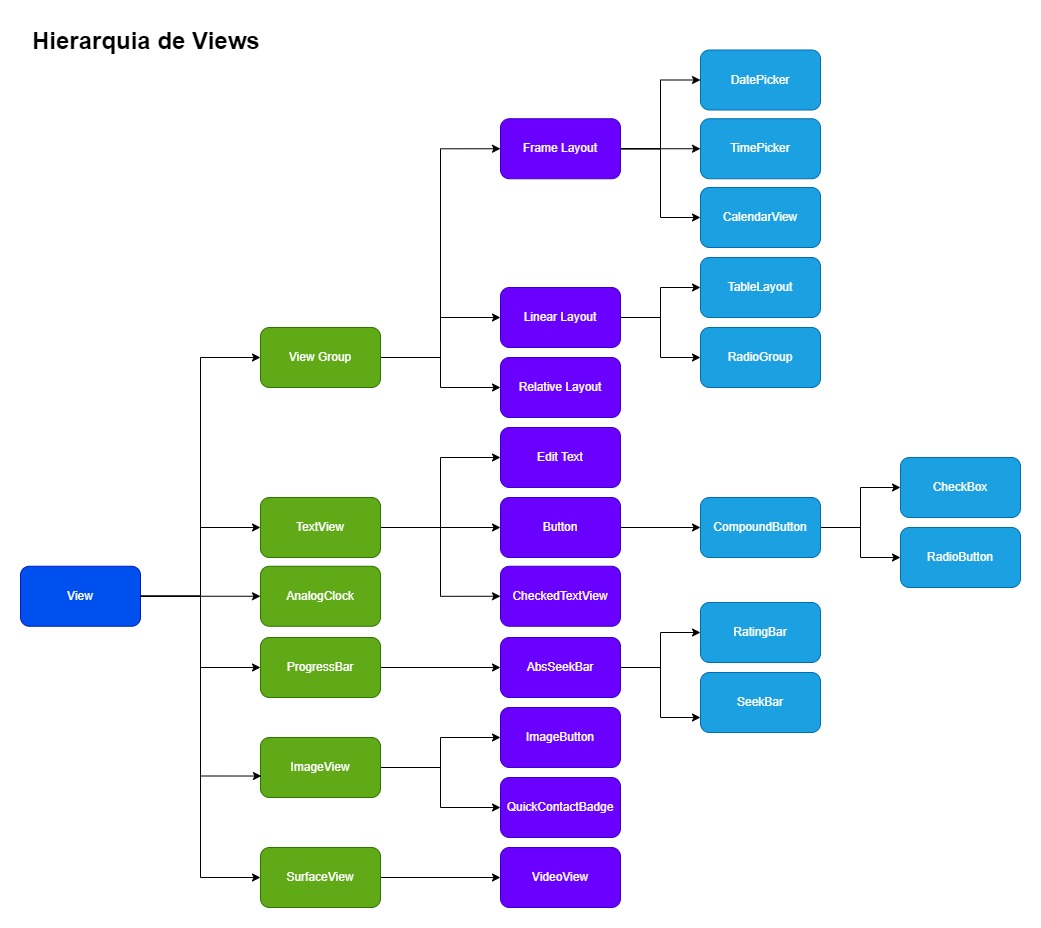 Hierarquia de Views
DatePicker
Frame Layout
TimePicker
CalendarView
TableLayout
Linear Layout
View Group
RadioGroup
Relative Layout
Edit Text
CheckBox
TextView
Button
CompoundButton
RadioButton
View
AnalogClock
CheckedTextView
RatingBar
ProgressBar
AbsSeekBar
SeekBar
ImageButton
ImageView
QuickContactBadge
SurfaceView
VideoView